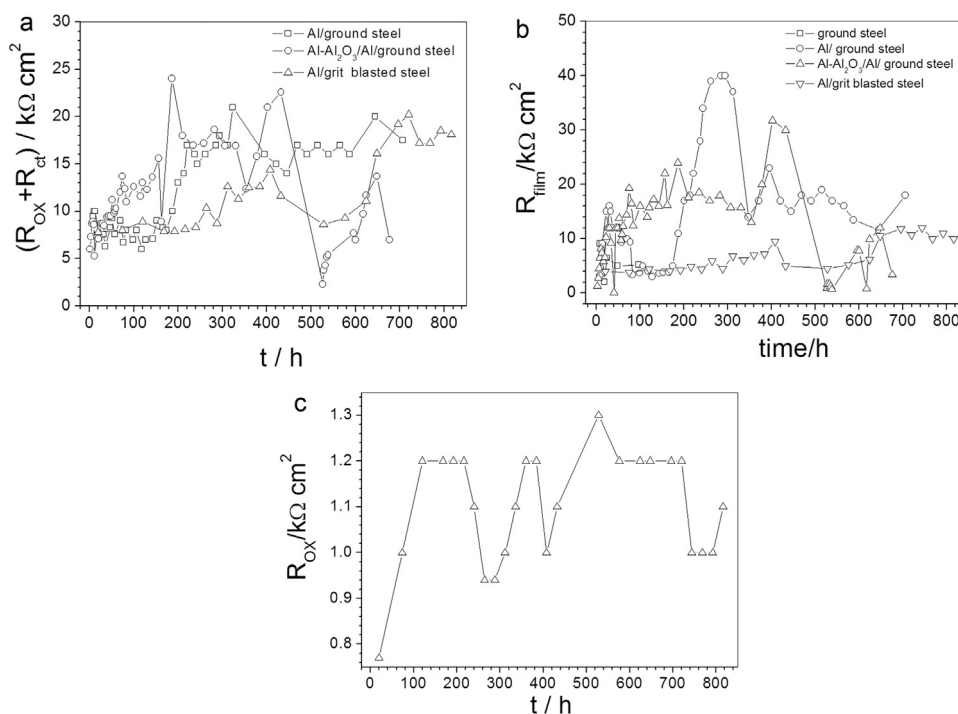 a
30
25
20
15
10
5
0
(R_OX+R_ct) / kΩ cm²
Al/ground steel
Al-Al₂O₃/Al/ground steel
Al/grit blasted steel
0 100 200 300 400 500 600 700 800
t / h
b
50
40
30
20
10
0
R_film/kΩ cm²
ground steel
Al/ ground steel
Al-Al₂O₃/Al/ ground steel
Al/grit blasted steel
0 100 200 300 400 500 600 700 800
time/h
c
1.3
1.2
1.1
1.0
0.9
0.8
R_OX/kΩ cm²
0 100 200 300 400 500 600 700 800
t / h